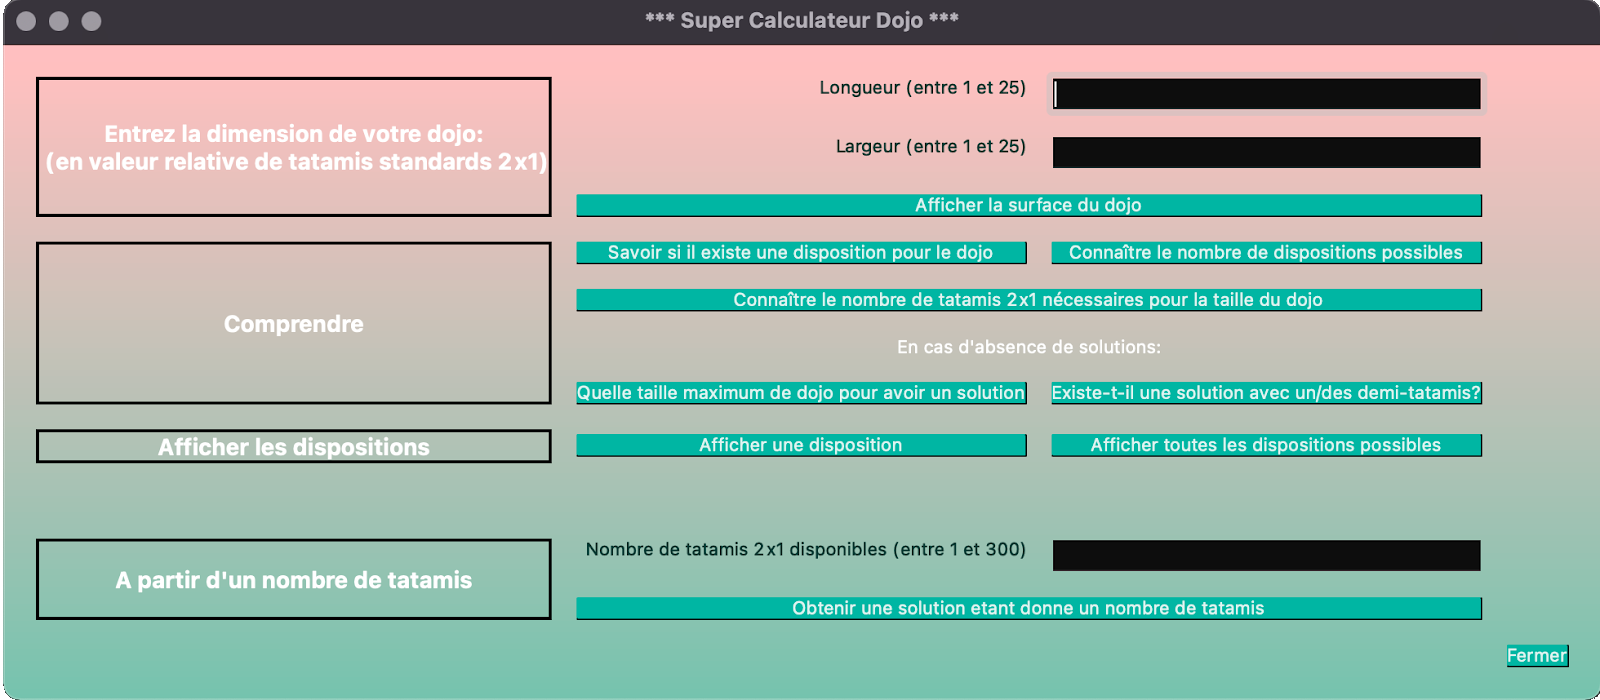 *** Super Calculateur Dojo ***
Entrez la dimension de votre dojo:
(en valeur relative de tatamis standards 2x1)
Longueur (entre 1 et 25)
Largeur (entre 1 et 25)
Afficher la surface du dojo
Comprendre
Savoir si il existe une disposition pour le dojo
Connaître le nombre de dispositions possibles
Connaître le nombre de tatamis 2x1 nécessaires pour la taille du dojo
En cas d'absence de solutions:
Quelle taille maximum de dojo pour avoir un solution
Existe-t-il une solution avec un/des demi-tatamis?
Afficher les dispositions
Afficher une disposition
Afficher toutes les dispositions possibles
A partir d'un nombre de tatamis
Nombre de tatamis 2x1 disponibles (entre 1 et 300)
Obtenir une solution etant donne un nombre de tatamis
Fermer